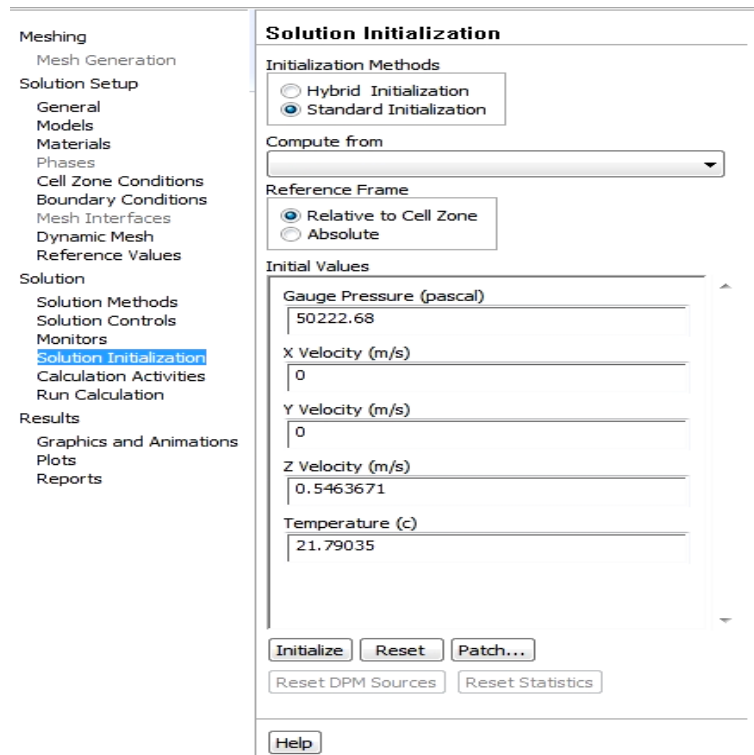 Meshing
Mesh Generation
Solution Setup
General
Models
Materials
Phases
Cell Zone Conditions
Boundary Conditions
Mesh Interfaces
Dynamic Mesh
Reference Values
Solution
Solution Methods
Solution Controls
Monitors
Solution Initialization
Calculation Activities
Run Calculation
Results
Graphics and Animations
Plots
Reports
Solution Initialization
Initialization Methods
Hybrid Initialization
Standard Initialization
Compute from
Reference Frame
Relative to Cell Zone
Absolute
Initial Values
Gauge Pressure (pascal)
50222.68
X Velocity (m/s)
0
Y Velocity (m/s)
0
Z Velocity (m/s)
0.5463671
Temperature (c)
21.79035
Initialize Reset Patch...
Reset DPM Sources Reset Statistics
Help